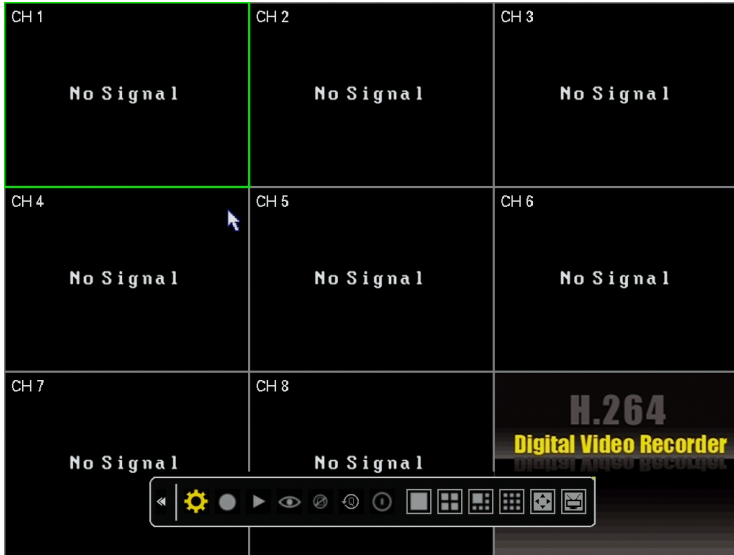 CH 1
CH 2
CH 3
No Signal
No Signal
No Signal
CH 4
CH 5
CH 6
No Signal
No Signal
No Signal
CH 7
CH 8
H.264
Digital Video Recorder
No Signal
No Signal